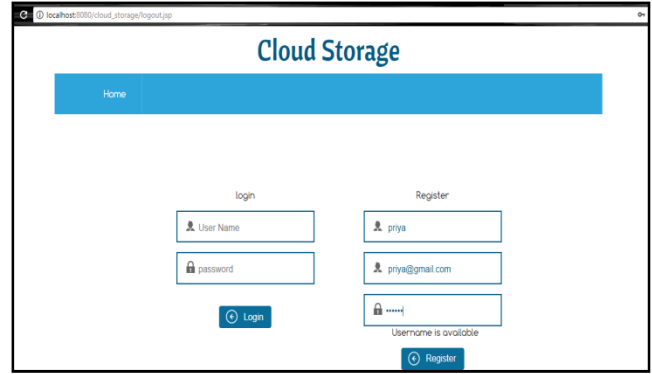 localhost:8080/cloud_storage/logout.jsp
Cloud Storage
Home
login
User Name
password
Login
Register
priya
priya@gmail.com
••••••
Username is available
Register